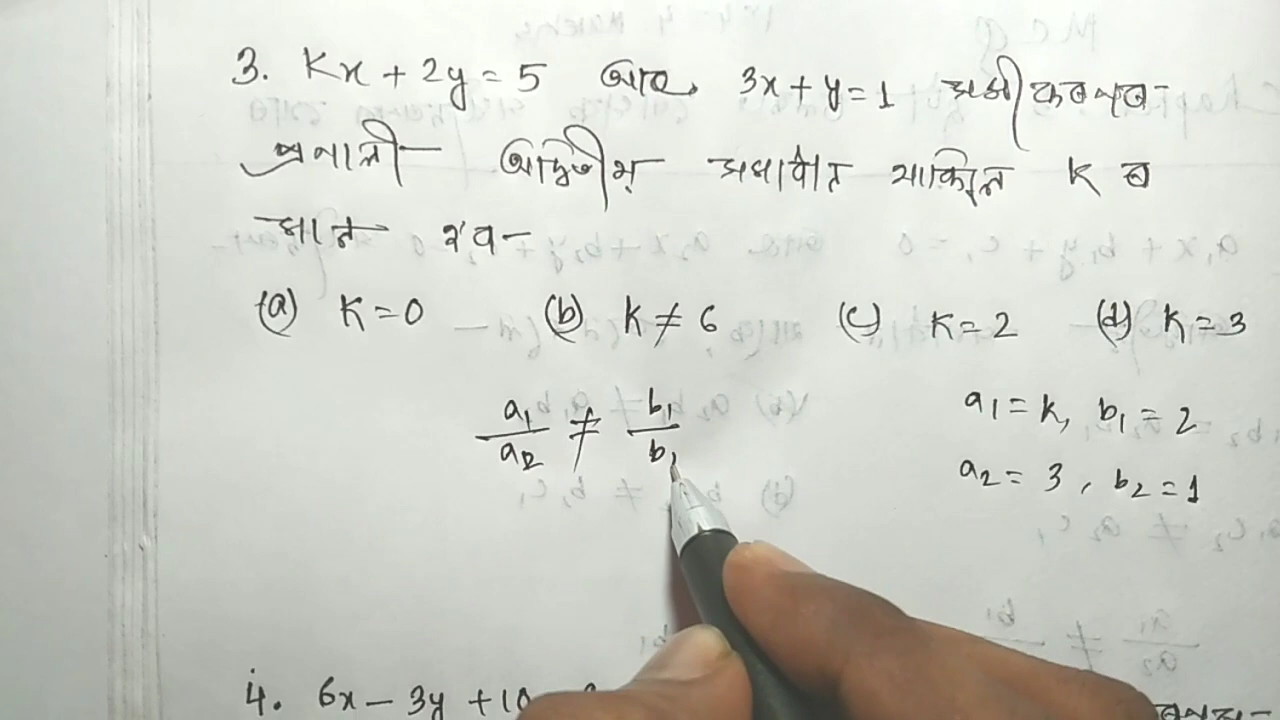 3. Kx + 2y = 5 আৰু 3x + y = 1 সমীকৰণৰ
প্ৰণালী অদ্বিতীয় সমাধান থাকিলে K ৰ
মান হব
(a) K = 0 (b) K ≠ 6 (c) K = 2 (d) K = 3
a₁/a₂ ≠ b₁/b
a₁ = K, b₁ = 2
a₂ = 3, b₂ = 1
4. 6x - 3y + 10